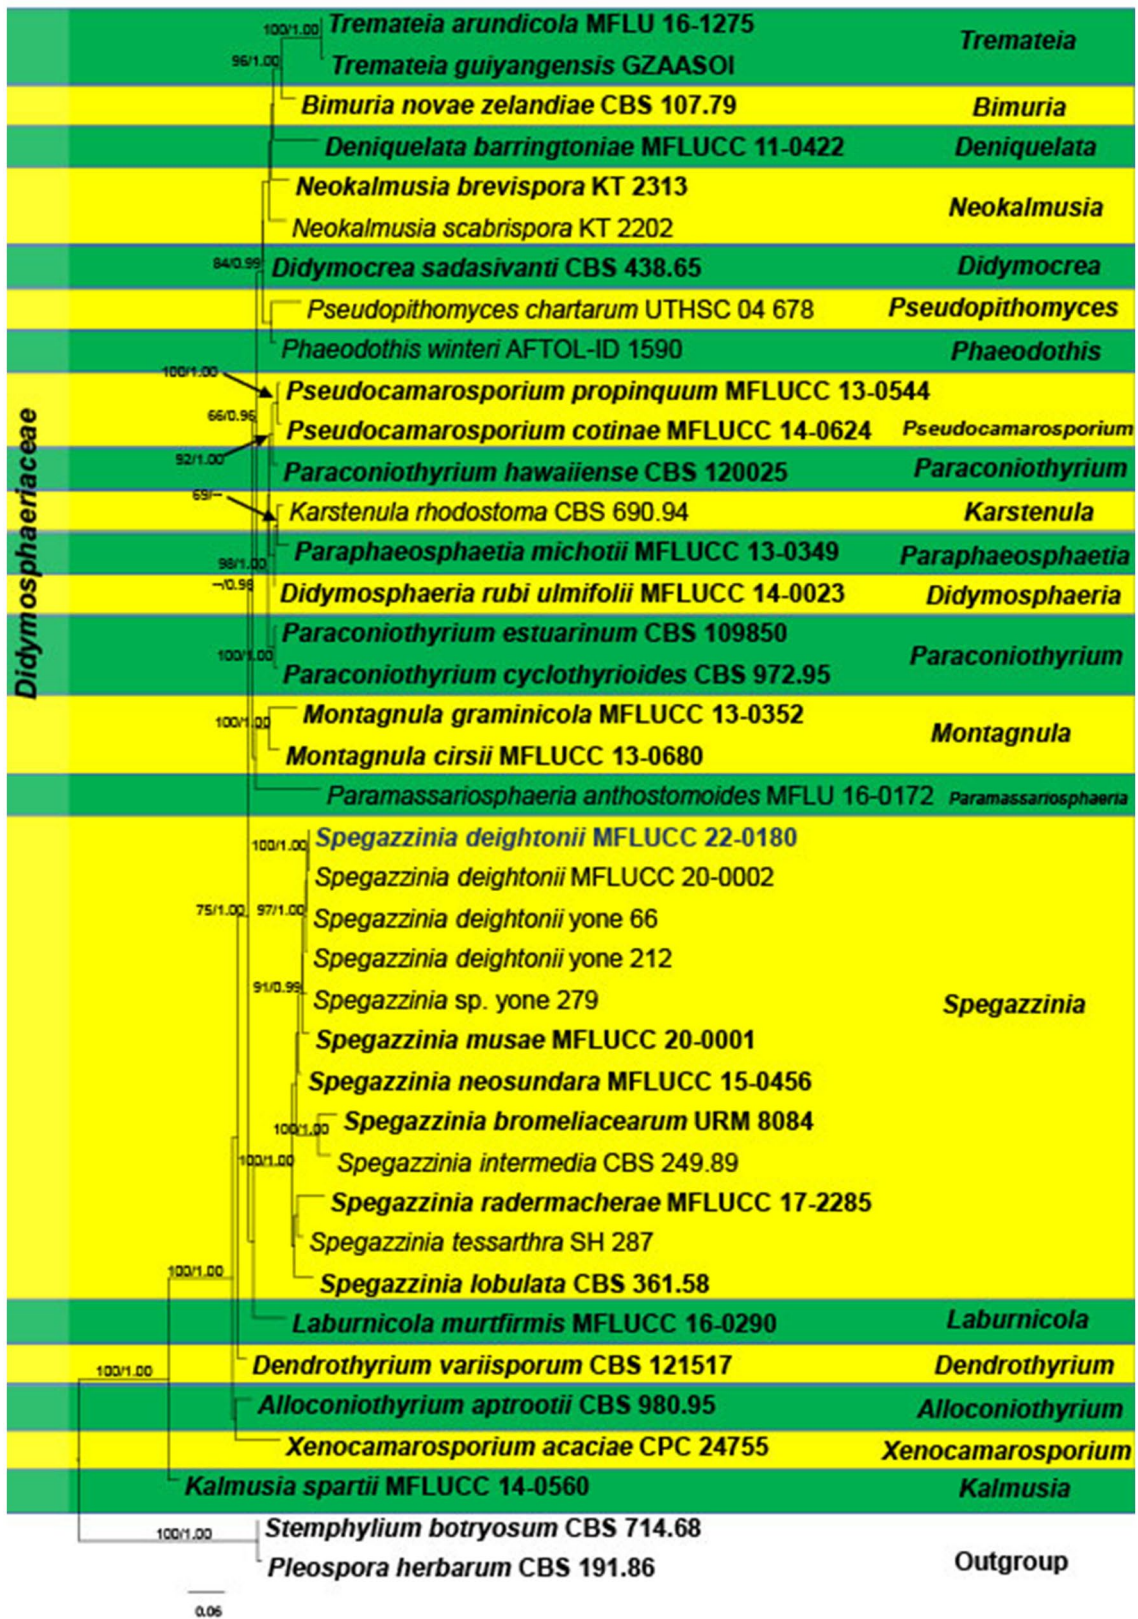 100/1.00
Tremateia arundicola MFLU 16-1275
Tremateia
96/1.00
Tremateia guiyangensis GZAASOI
Bimuria novae zelandiae CBS 107.79
Bimuria
Deniquelata barringtoniae MFLUCC 11-0422
Deniquelata
Neokalmusia brevispora KT 2313
Neokalmusia
Neokalmusia scabrispora KT 2202
84/0.99
Didymocrea sadasivanti CBS 438.65
Didymocrea
Pseudopithomyces chartarum UTHSC 04 678
Pseudopithomyces
Phaeodothis winteri AFTOL-ID 1590
Phaeodothis
100/1.00
Pseudocamarosporium propinquum MFLUCC 13-0544
66/0.96
Pseudocamarosporium cotinae MFLUCC 14-0624
Pseudocamarosporium
92/1.00
Paraconiothyrium hawaiiense CBS 120025
Paraconiothyrium
69/--
Karstenula rhodostoma CBS 690.94
Karstenula
Paraphaeosphaetia michotii MFLUCC 13-0349
Paraphaeosphaetia
98/1.00
--/0.98
Didymosphaeria rubi ulmifolii MFLUCC 14-0023
Didymosphaeria
Didymosphaeriaceae
Paraconiothyrium estuarinum CBS 109850
Paraconiothyrium
100/1.00
Paraconiothyrium cyclothyrioides CBS 972.95
Montagnula graminicola MFLUCC 13-0352
100/1.00
Montagnula
Montagnula cirsii MFLUCC 13-0680
Paramassariosphaeria anthostomoides MFLU 16-0172
Paramassariosphaeria
Spegazzinia deightonii MFLUCC 22-0180
100/1.00
Spegazzinia deightonii MFLUCC 20-0002
75/1.00
97/1.00
Spegazzinia deightonii yone 66
Spegazzinia deightonii yone 212
91/0.99
Spegazzinia sp. yone 279
Spegazzinia
Spegazzinia musae MFLUCC 20-0001
Spegazzinia neosundara MFLUCC 15-0456
Spegazzinia bromeliacearum URM 8084
100/1.00
100/1.00
Spegazzinia intermedia CBS 249.89
Spegazzinia radermacherae MFLUCC 17-2285
Spegazzinia tessarthra SH 287
100/1.00
Spegazzinia lobulata CBS 361.58
Laburnicola murtfirmis MFLUCC 16-0290
Laburnicola
100/1.00
Dendrothyrium variisporum CBS 121517
Dendrothyrium
Alloconiothyrium aptrootii CBS 980.95
Alloconiothyrium
Xenocamarosporium acaciae CPC 24755
Xenocamarosporium
Kalmusia spartii MFLUCC 14-0560
Kalmusia
100/1.00
Stemphylium botryosum CBS 714.68
Pleospora herbarum CBS 191.86
Outgroup
0.06